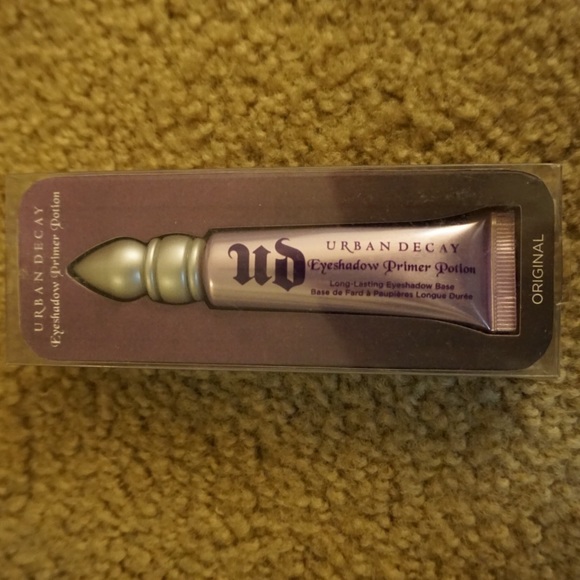 URBAN DECAY
Eyeshadow Primer Potion
ud
URBAN DECAY
Eyeshadow Primer Potion
Long-Lasting Eyeshadow Base
Base de Fard à Paupières Longue Durée
ORIGINAL